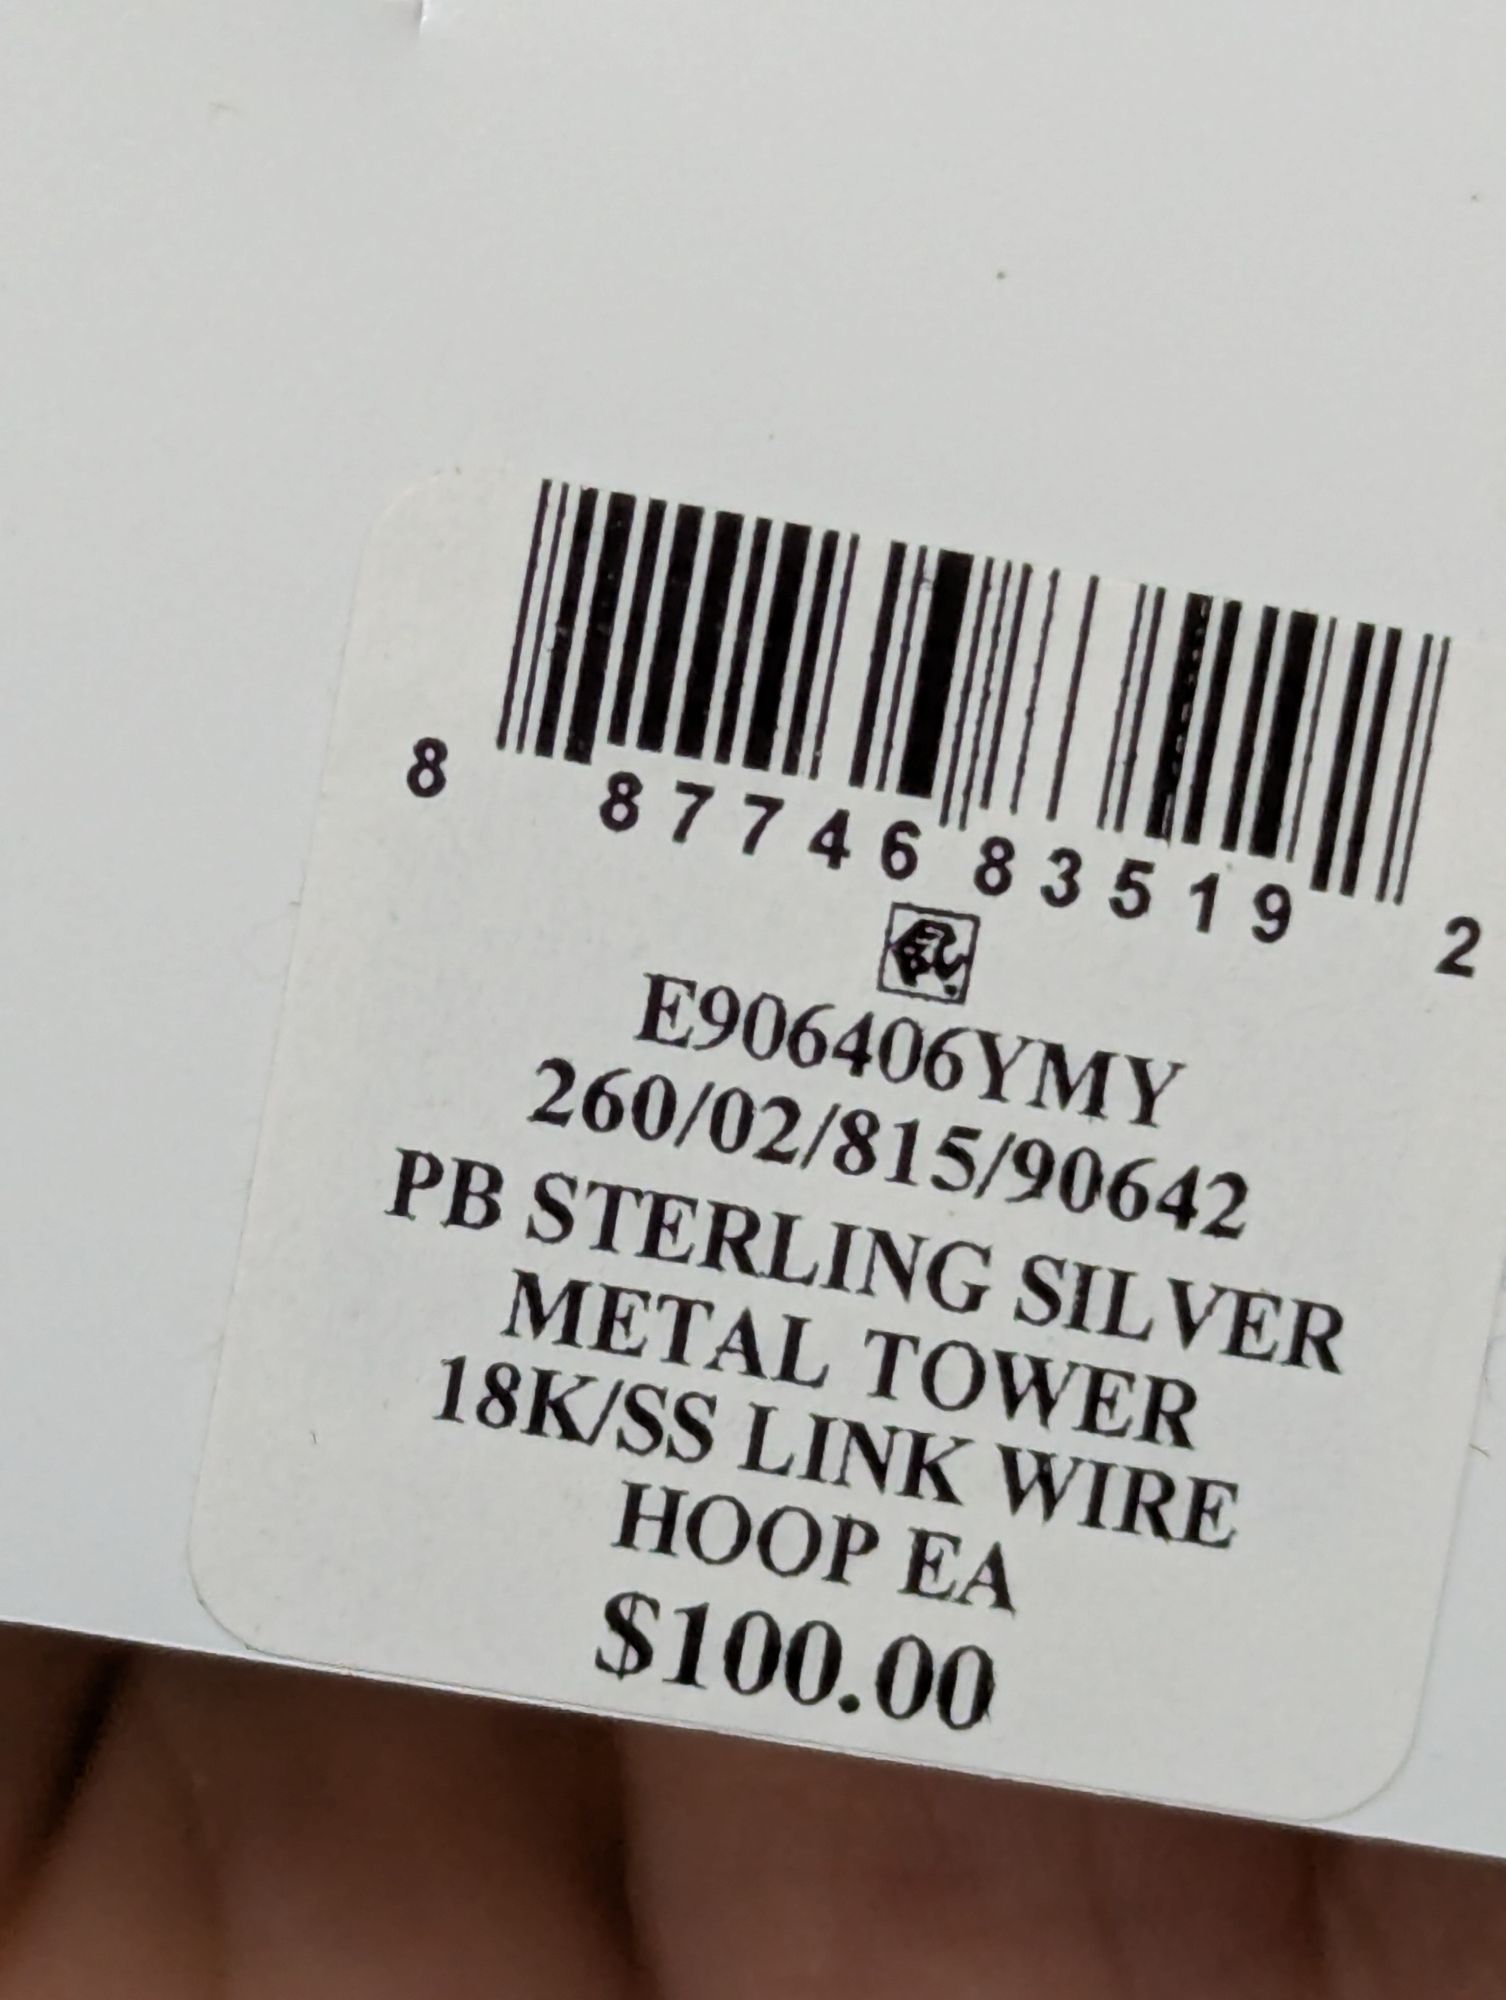 8 87746 83519 2
E906406YMY
260/02/815/90642
PB STERLING SILVER
METAL TOWER
18K/SS LINK WIRE
HOOP EA
$100.00